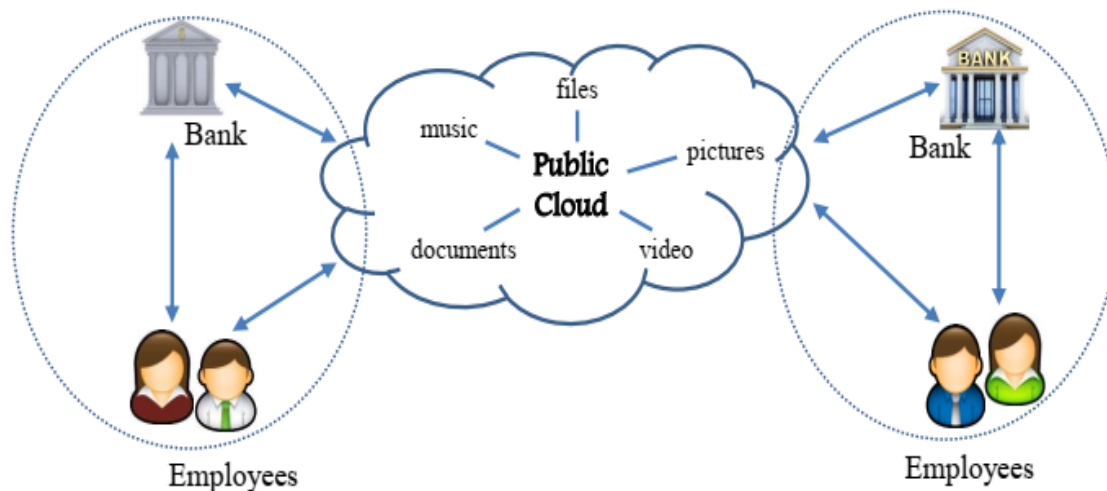 files
music
pictures
Public
Cloud
documents
video
Bank
Employees
BANK
Bank
Employees